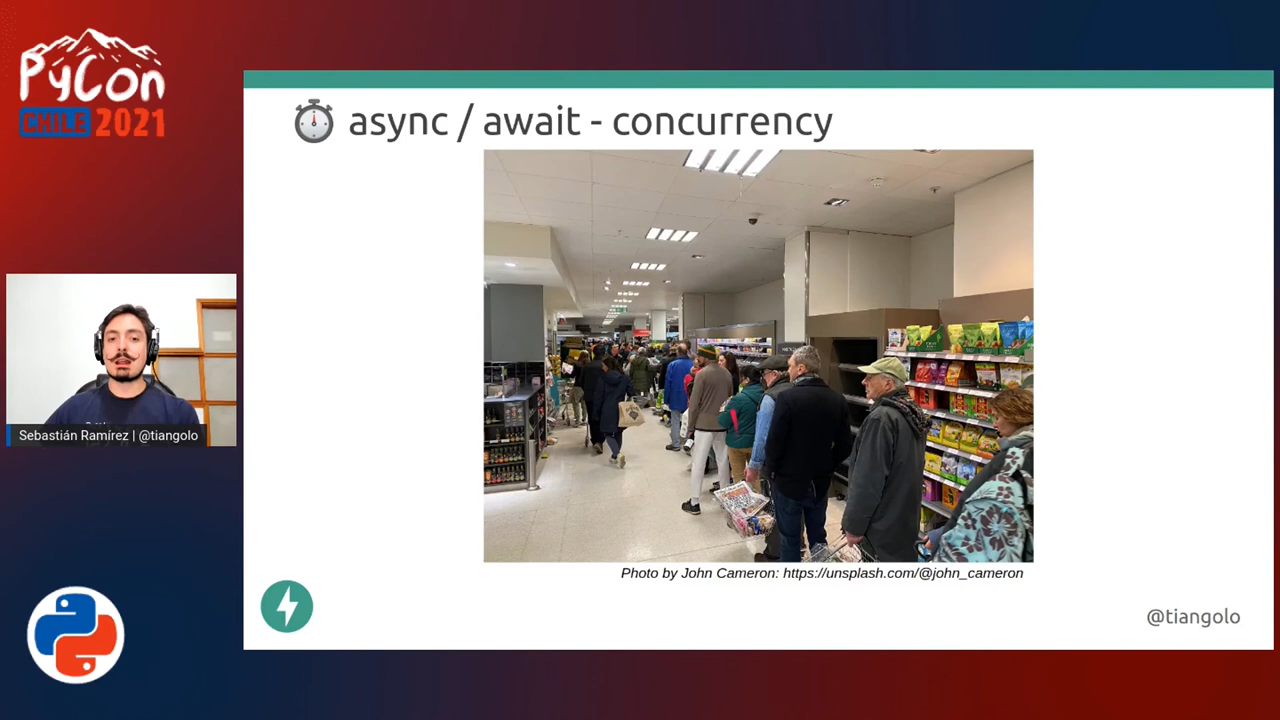 PyCon
CHILE 2021
async / await - concurrency
Sebastián Ramírez | @tiangolo
Photo by John Cameron: https://unsplash.com/@john_cameron
@tiangolo